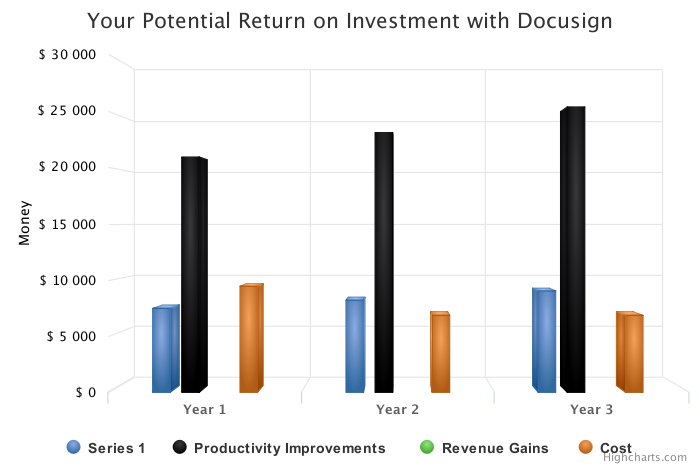 Your Potential Return on Investment with Docusign
$ 30 000
$ 25 000
$ 20 000
$ 15 000
$ 10 000
$ 5 000
$ 0
Money
Year 1 Year 2 Year 3
Series 1 Productivity Improvements Revenue Gains Cost
Highcharts.com